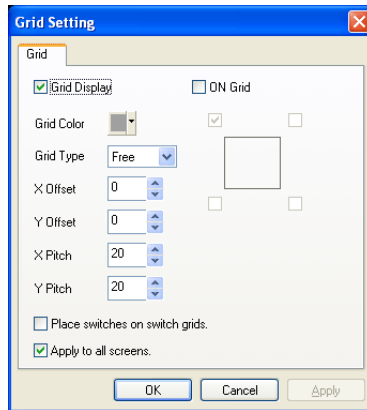 Grid Setting
Grid
Grid Display
ON Grid
Grid Color
Grid Type
Free
X Offset
0
Y Offset
0
X Pitch
20
Y Pitch
20
Place switches on switch grids.
Apply to all screens.
OK
Cancel
Apply